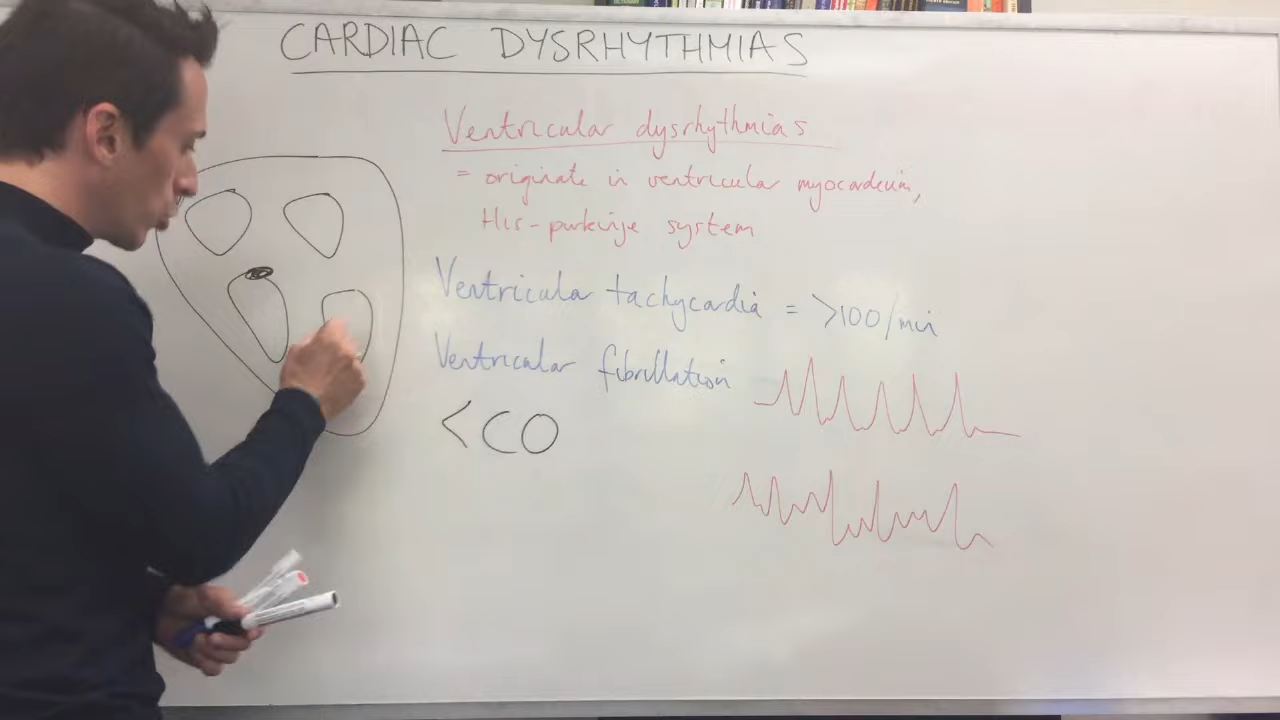 CARDIAC DYSRHYTHMIAS
Ventricular dysrhythmias
= originate in ventricular myocardium,
His-purkinje system
Ventricular tachycardia = >100/min
Ventricular fibrillation
<CO